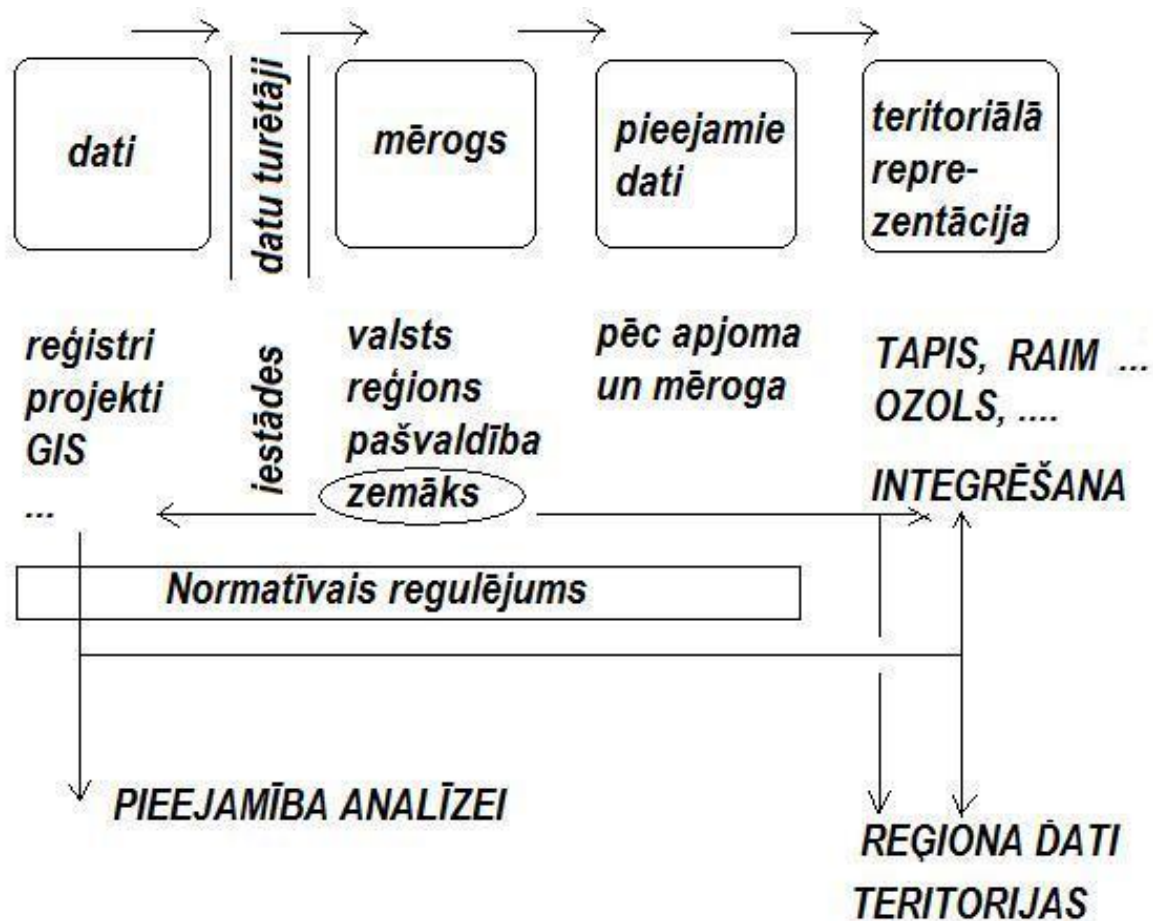 dati
datu turētāji
mērogs
pieejamie
dati
teritoriālā
repre-
zentācija
reģistri
projekti
GIS
...
iestādes
valsts
reģions
pašvaldība
zemāks
pēc apjoma
un mēroga
TAPIS, RAIM ...
OZOLS, ....
INTEGRĒŠANA
Normatīvais regulējums
PIEEJAMĪBA ANALĪZEI
REĢIONA DATI
TERITORIJAS